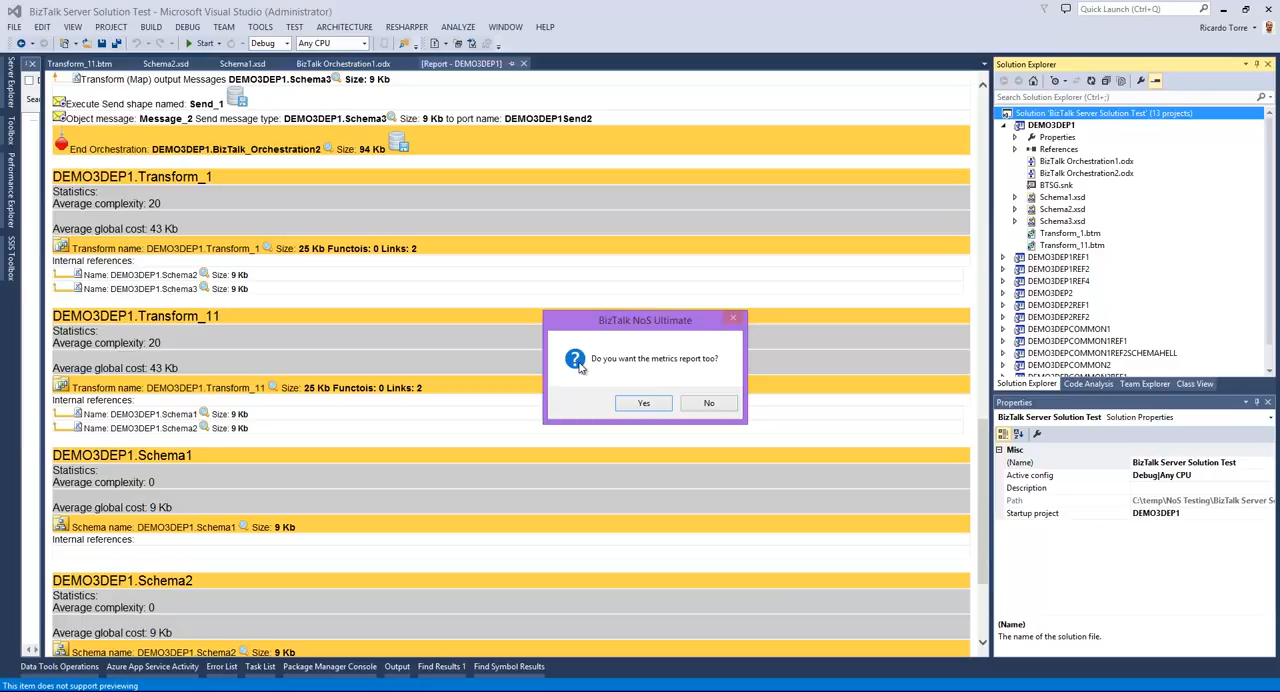 BizTalk Server Solution Test - Microsoft Visual Studio (Administrator)
Quick Launch (Ctrl+Q)
FILE EDIT VIEW PROJECT BUILD DEBUG TEAM TOOLS TEST ARCHITECTURE RESHARPER ANALYZE WINDOW HELP
Ricardo Torre
Start Debug Any CPU
Transform_11.btm Schema2.xsd Schema1.xsd BizTalk Orchestration1.odx [Report - DEMO3DEP1]
Server Explorer
Toolbox
Performance Explorer
SSIS Toolbox
Sear
Transform (Map) output Messages DEMO3DEP1.Schema3 Size: 9 Kb
Execute Send shape named: Send_1
Object message: Message_2 Send message type: DEMO3DEP1.Schema3 Size: 9 Kb to port name: DEMO3DEP1Send2
End Orchestration: DEMO3DEP1.BizTalk_Orchestration2 Size: 94 Kb
DEMO3DEP1.Transform_1
Statistics:
Average complexity: 20
Average global cost: 43 Kb
Transform name: DEMO3DEP1.Transform_1 Size: 25 Kb Functois: 0 Links: 2
Internal references:
Name: DEMO3DEP1.Schema2 Size: 9 Kb
Name: DEMO3DEP1.Schema3 Size: 9 Kb
DEMO3DEP1.Transform_11
Statistics:
Average complexity: 20
Average global cost: 43 Kb
Transform name: DEMO3DEP1.Transform_11 Size: 25 Kb Functois: 0 Links: 2
Internal references:
Name: DEMO3DEP1.Schema1 Size: 9 Kb
Name: DEMO3DEP1.Schema2 Size: 9 Kb
DEMO3DEP1.Schema1
Statistics:
Average complexity: 0
Average global cost: 9 Kb
Schema name: DEMO3DEP1.Schema1 Size: 9 Kb
Internal references:
DEMO3DEP1.Schema2
Statistics:
Average complexity: 0
Average global cost: 9 Kb
Schema name: DEMO3DEP1.Schema2 Size: 9 Kb
BizTalk NoS Ultimate
Do you want the metrics report too?
Yes No
Solution Explorer
Search Solution Explorer (Ctrl+;)
Solution 'BizTalk Server Solution Test' (13 projects)
DEMO3DEP1
Properties
References
BizTalk Orchestration1.odx
BizTalk Orchestration2.odx
BTSG.snk
Schema1.xsd
Schema2.xsd
Schema3.xsd
Transform_1.btm
Transform_11.btm
DEMO3DEP1REF1
DEMO3DEP1REF2
DEMO3DEP1REF4
DEMO3DEP2
DEMO3DEP2REF1
DEMO3DEP2REF2
DEMO3DEPCOMMON1
DEMO3DEPCOMMON1REF1
DEMO3DEPCOMMON1REF2SCHEMAHELL
DEMO3DEPCOMMON2
Solution Explorer Code Analysis Team Explorer Class View
Properties
BizTalk Server Solution Test Solution Properties
Misc
(Name) BizTalk Server Solution Test
Active config Debug|Any CPU
Description
Path C:\temp\NoS Testing\BizTalk Server S
Startup project DEMO3DEP1
(Name)
The name of the solution file.
Data Tools Operations Azure App Service Activity Error List Task List Package Manager Console Output Find Results 1 Find Symbol Results
This item does not support previewing